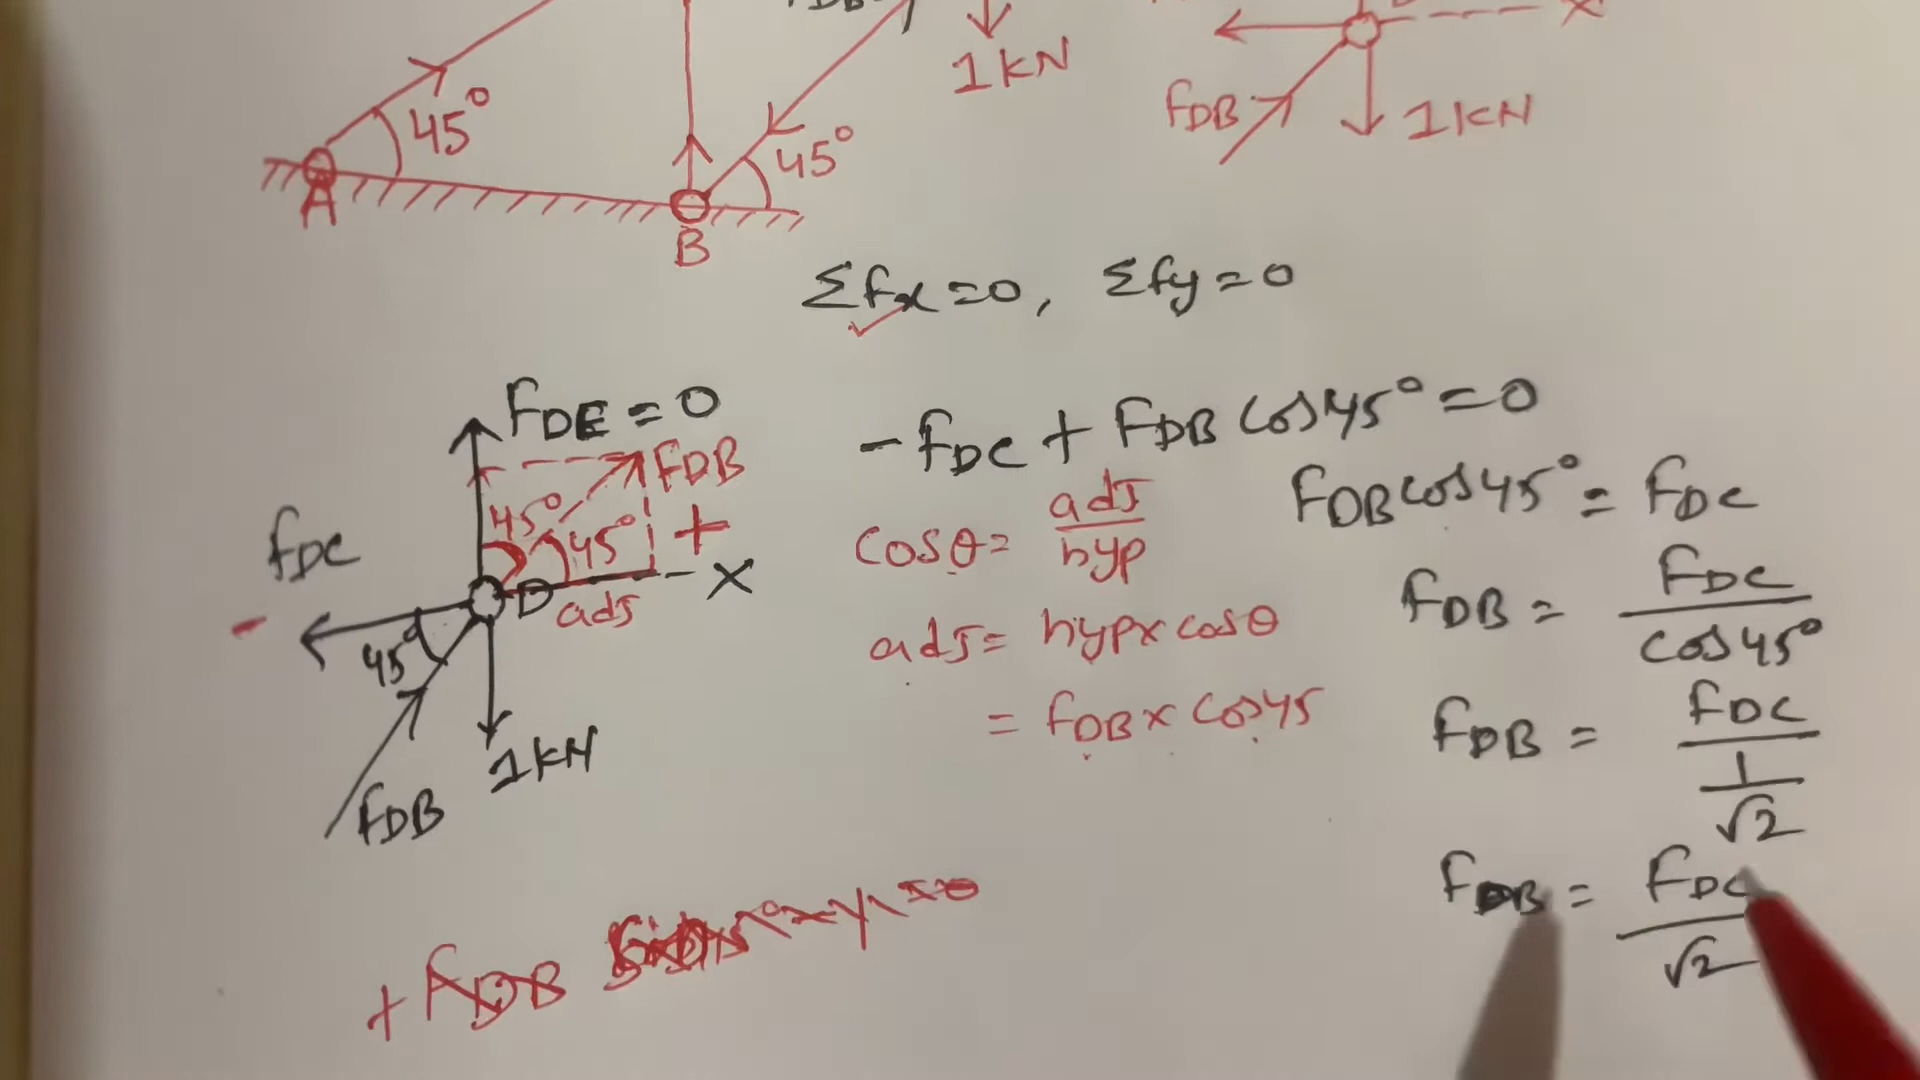 1KN
FDB
1KN
45°
45°
A
B
Σfx=0, Σfy=0
FDE = 0
FDB
45°
45°
+
fDC
-
D
adj
X
45°
1KN
fDB
-fDC + FDB cos45° = 0
cosθ= adj/hyp
adj= hyp x cosθ
= fDB x cos45
FDB cos45° = FDC
FDB = FDC/cos45°
FDB = FDC/1/√2
FDB = FDC/√2
+ FDB